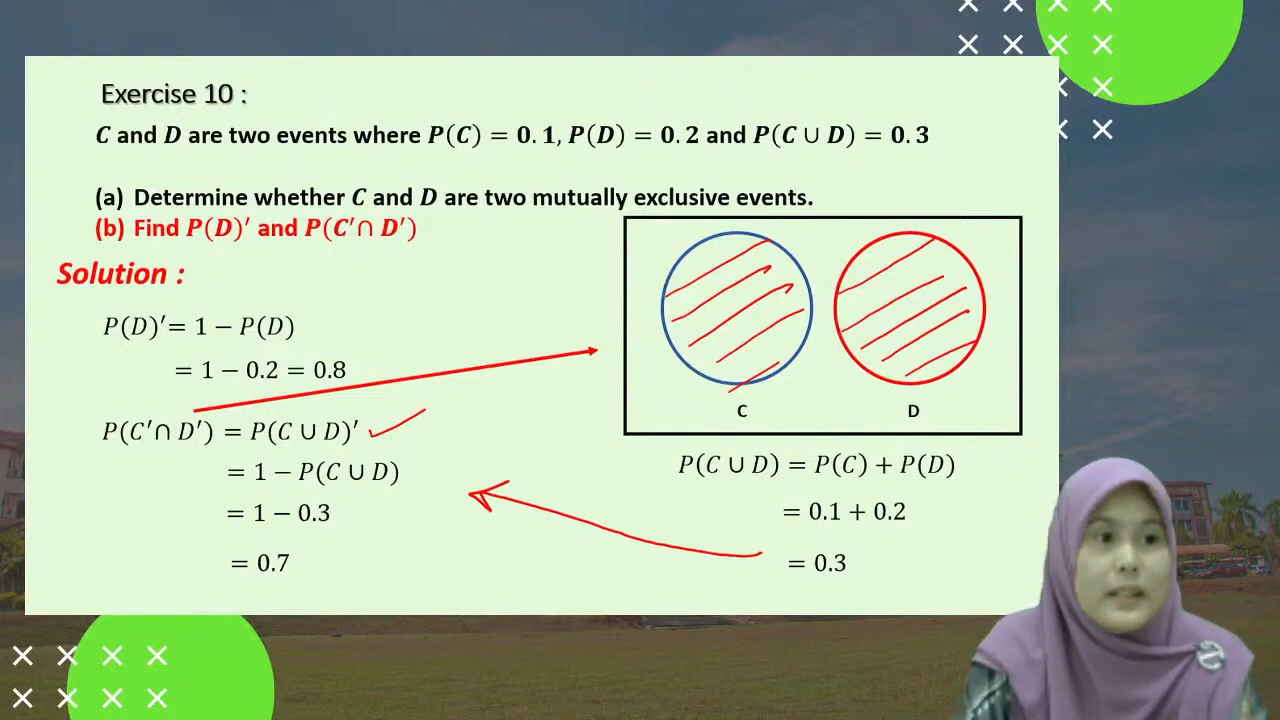 Exercise 10 :
C and D are two events where P(C) = 0.1, P(D) = 0.2 and P(C ∪ D) = 0.3
(a) Determine whether C and D are two mutually exclusive events.
(b) Find P(D)′ and P(C′∩ D′)
Solution :
P(D)′= 1 − P(D)
= 1 − 0.2 = 0.8
P(C′∩ D′) = P(C ∪ D)′
= 1 − P(C ∪ D)
= 1 − 0.3
= 0.7
C
D
P(C ∪ D) = P(C) + P(D)
= 0.1 + 0.2
= 0.3